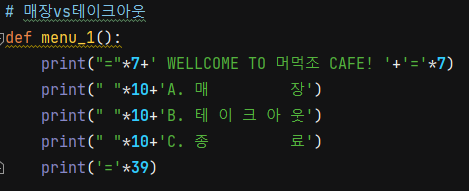 # 매장vs테이크아웃
def menu_1():
    print("="*7+' WELLCOME TO 머먹조 CAFE! '+'='*7)
    print(" "*10+'A. 매            장')
    print(" "*10+'B. 테 이 크 아 웃')
    print(" "*10+'C. 종            료')
    print('='*39)